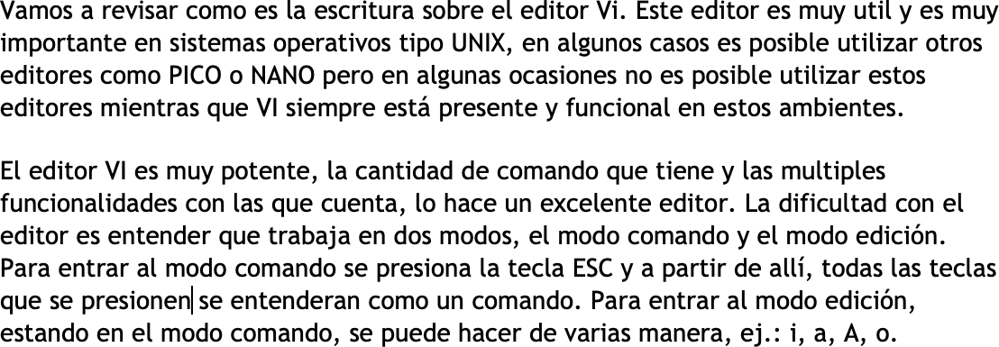 Vamos a revisar como es la escritura sobre el editor Vi. Este editor es muy util y es muy
importante en sistemas operativos tipo UNIX, en algunos casos es posible utilizar otros
editores como PICO o NANO pero en algunas ocasiones no es posible utilizar estos
editores mientras que VI siempre está presente y funcional en estos ambientes.

El editor VI es muy potente, la cantidad de comando que tiene y las multiples
funcionalidades con las que cuenta, lo hace un excelente editor. La dificultad con el
editor es entender que trabaja en dos modos, el modo comando y el modo edición.
Para entrar al modo comando se presiona la tecla ESC y a partir de allí, todas las teclas
que se presionen se entenderan como un comando. Para entrar al modo edición,
estando en el modo comando, se puede hacer de varias manera, ej.: i, a, A, o.